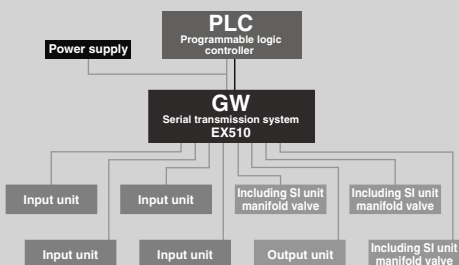 PLC
Programmable logic
controller
Power supply
GW
Serial transmission system
EX510
Input unit
Input unit
Including SI unit
manifold valve
Including SI unit
manifold valve
Input unit
Input unit
Output unit
Including SI unit
manifold valve